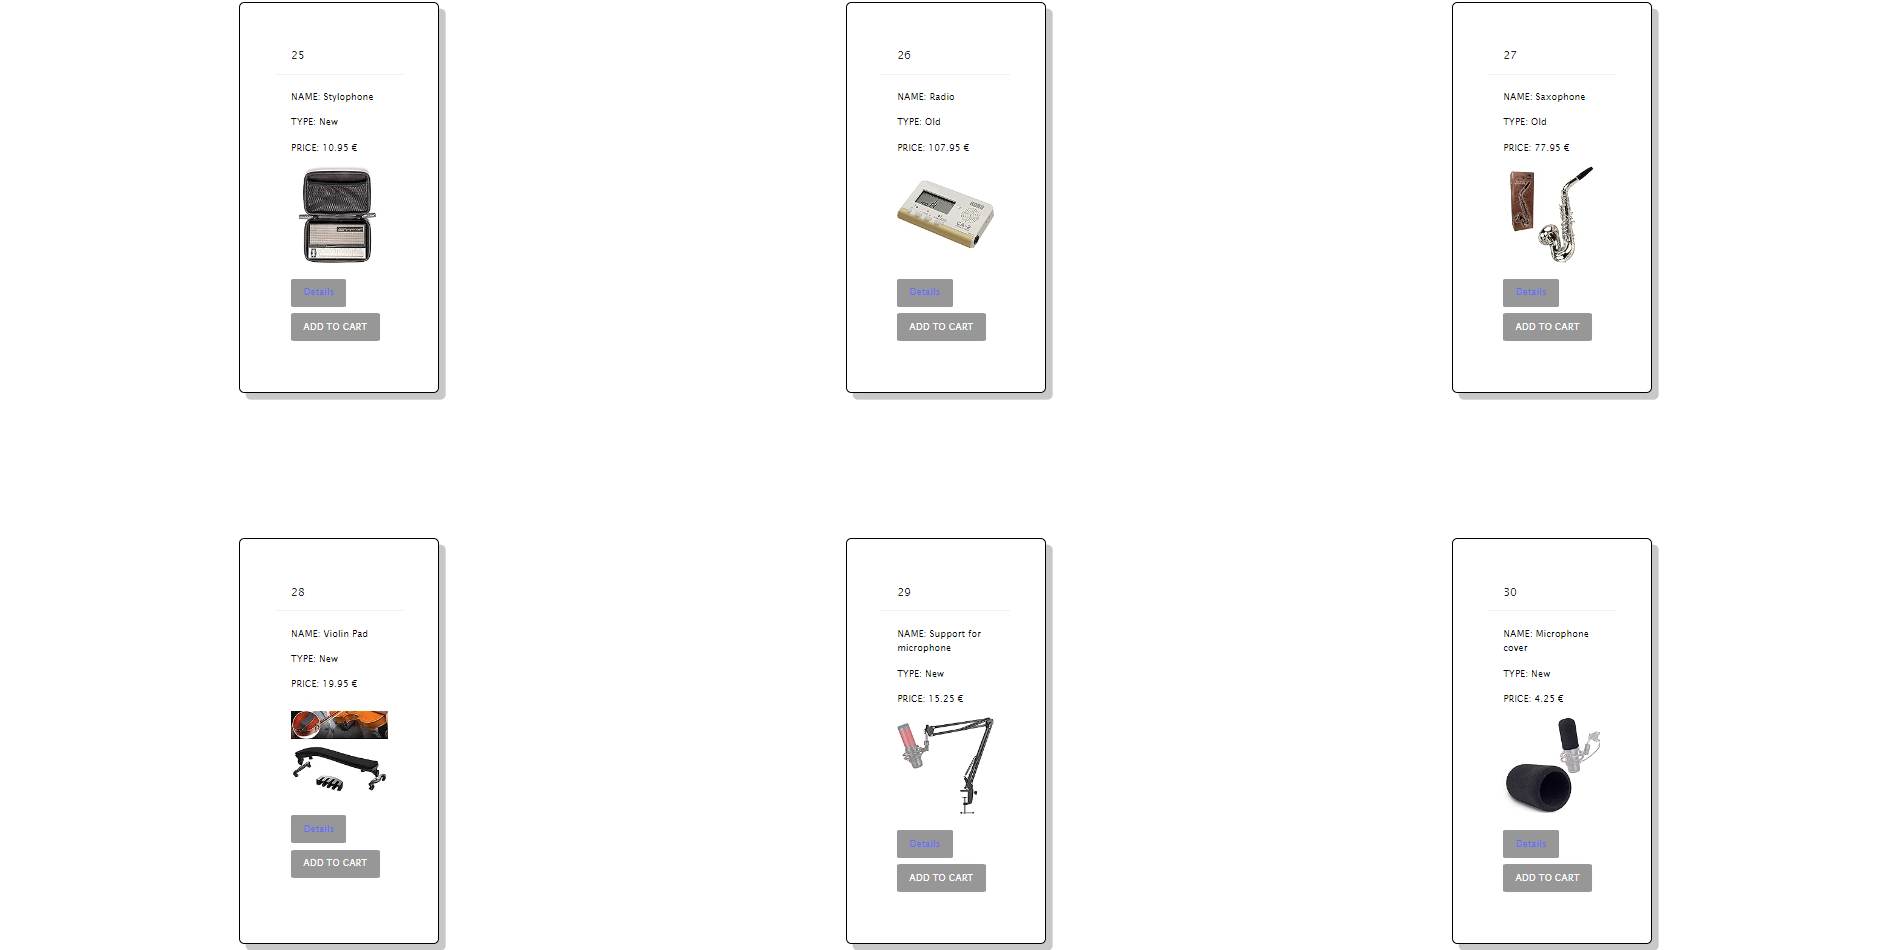 25
NAME: Stylophone
TYPE: New
PRICE: 10.95 €
Details
ADD TO CART
26
NAME: Radio
TYPE: Old
PRICE: 107.95 €
CA-2
Details
ADD TO CART
27
NAME: Saxophone
TYPE: Old
PRICE: 77.95 €
Details
ADD TO CART
28
NAME: Violin Pad
TYPE: New
PRICE: 19.95 €
Details
ADD TO CART
29
NAME: Support for
microphone
TYPE: New
PRICE: 15.25 €
Details
ADD TO CART
30
NAME: Microphone
cover
TYPE: New
PRICE: 4.25 €
Details
ADD TO CART